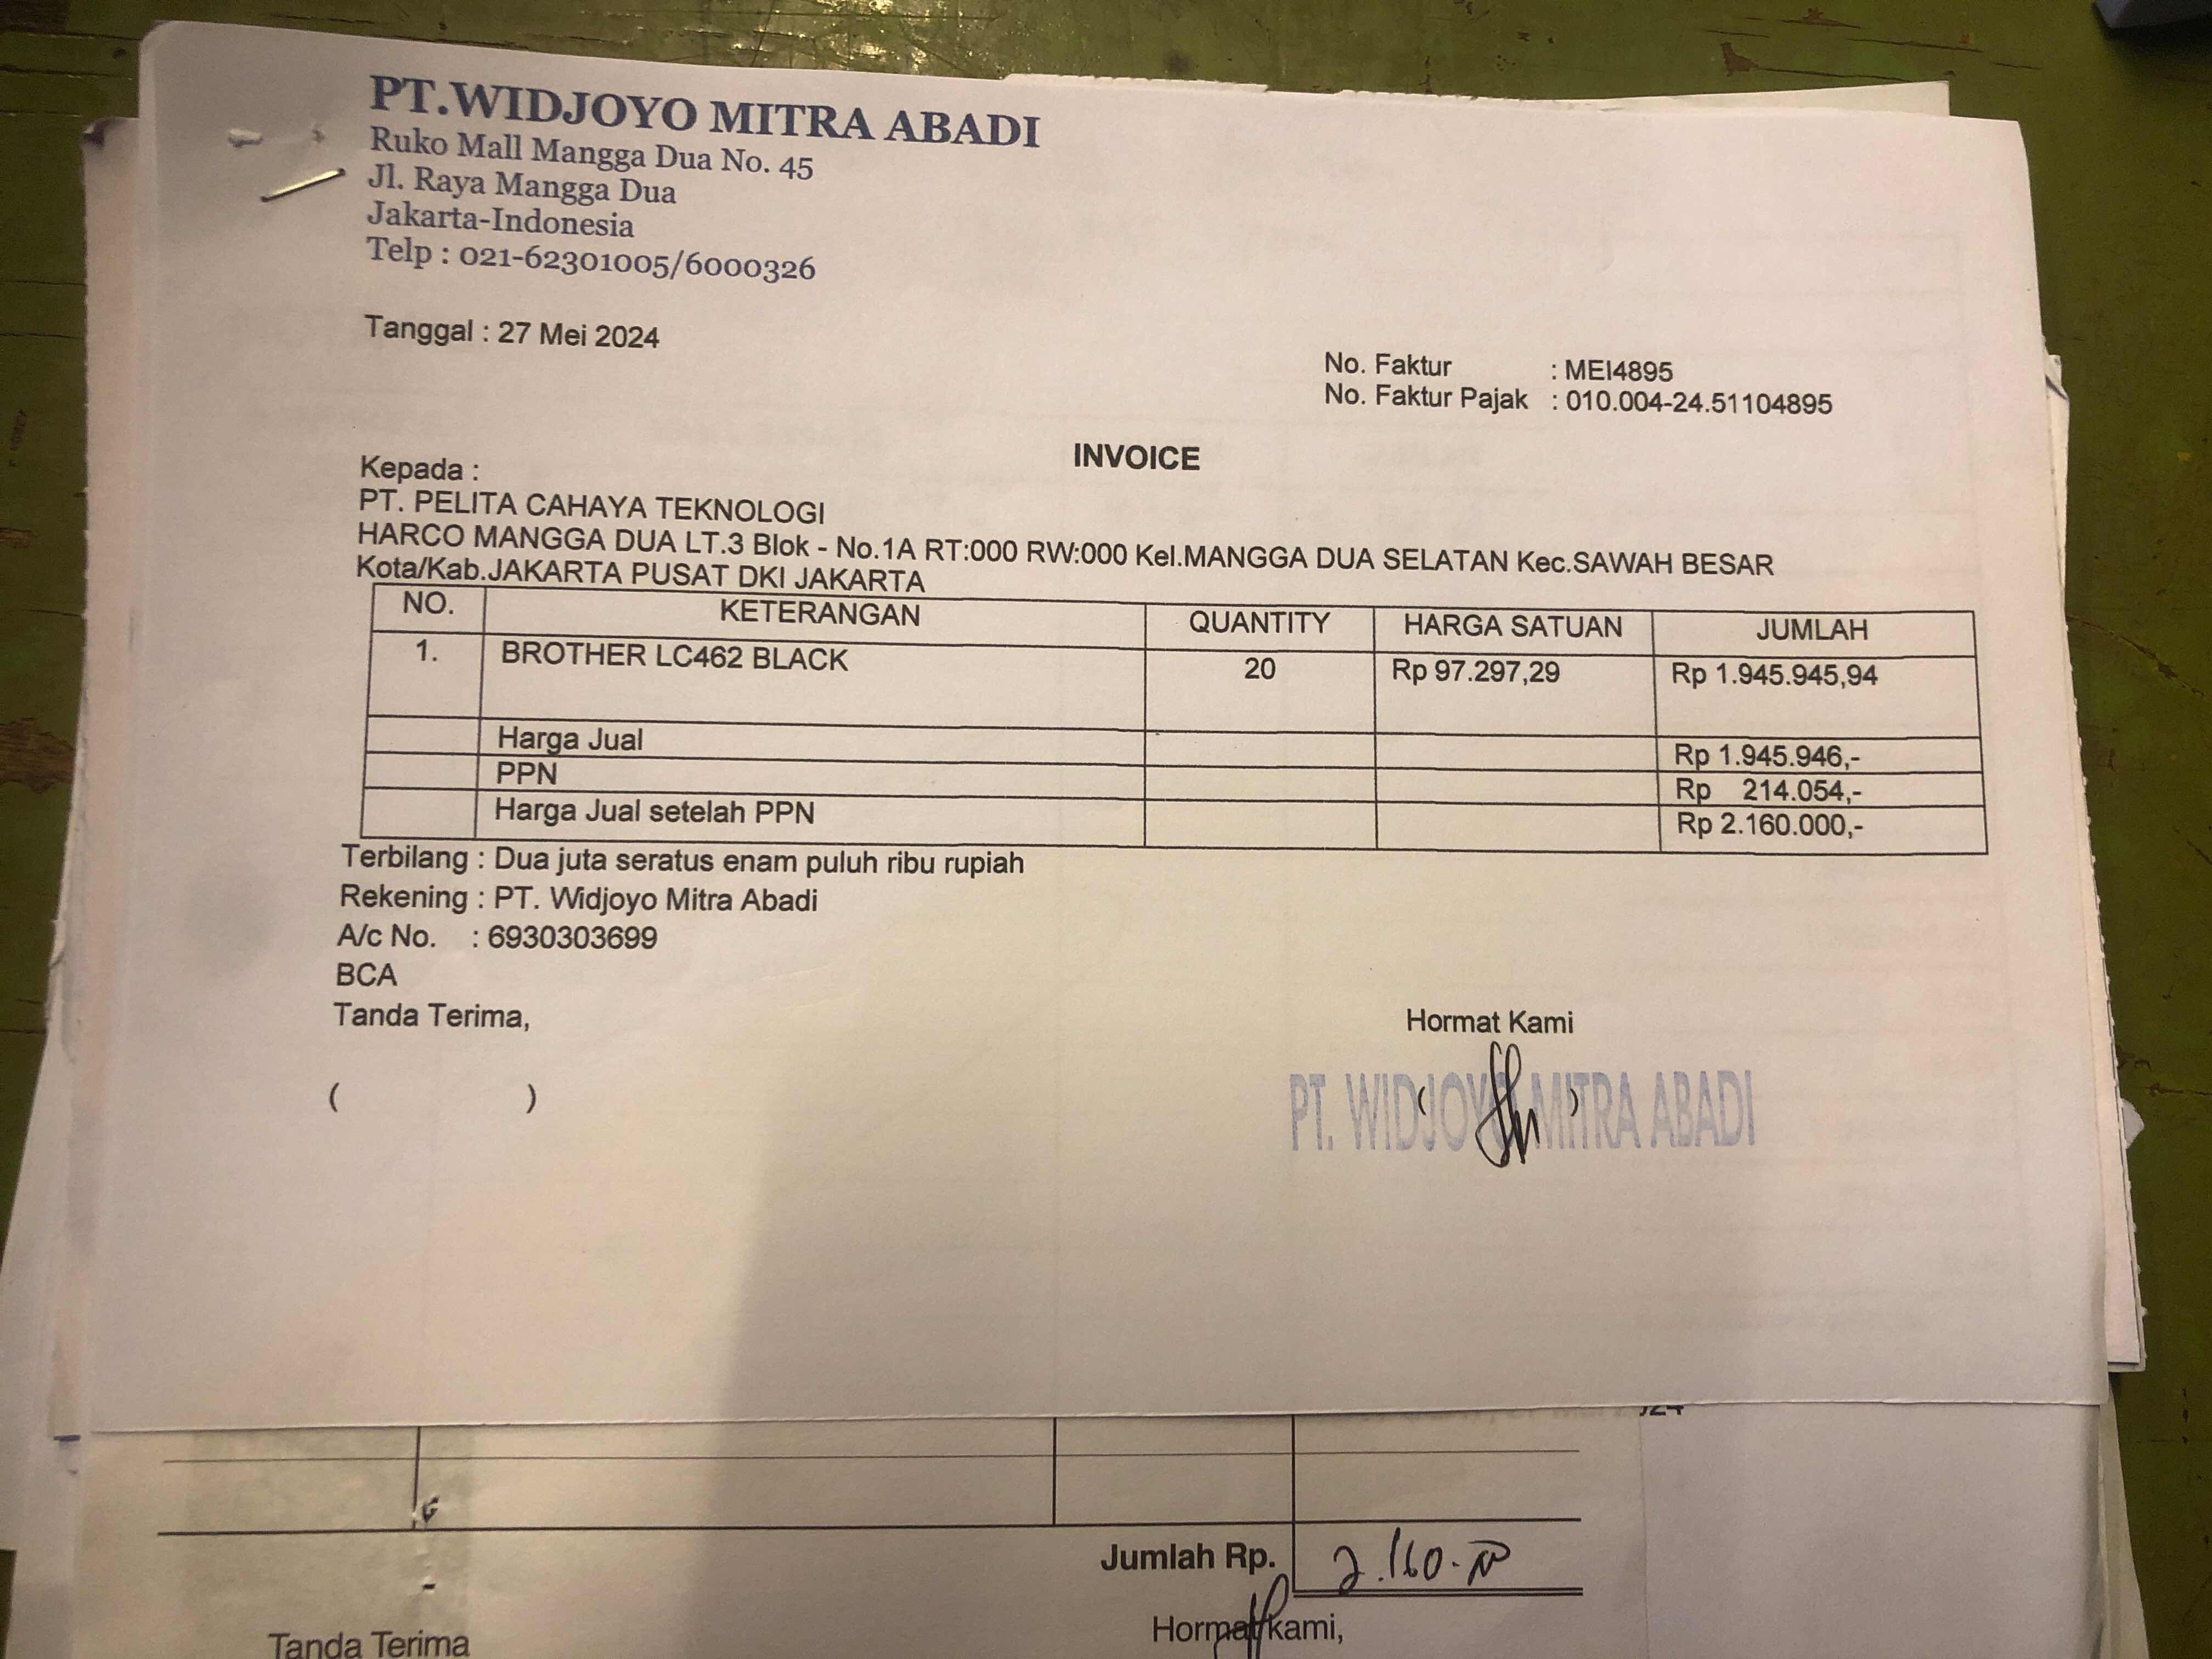 PT.WIDJOYO MITRA ABADI
Ruko Mall Mangga Dua No. 45
Jl. Raya Mangga Dua
Jakarta-Indonesia
Telp : 021-62301005/6000326
Tanggal : 27 Mei 2024
No. Faktur : MEI4895
No. Faktur Pajak : 010.004-24.51104895
INVOICE
Kepada :
PT. PELITA CAHAYA TEKNOLOGI
HARCO MANGGA DUA LT.3 Blok - No.1A RT:000 RW:000 Kel.MANGGA DUA SELATAN Kec.SAWAH BESAR
Kota/Kab.JAKARTA PUSAT DKI JAKARTA
NO. KETERANGAN QUANTITY HARGA SATUAN JUMLAH
1. BROTHER LC462 BLACK 20 Rp 97.297,29 Rp 1.945.945,94
Harga Jual Rp 1.945.946,-
PPN Rp 214.054,-
Harga Jual setelah PPN Rp 2.160.000,-
Terbilang : Dua juta seratus enam puluh ribu rupiah
Rekening : PT. Widjoyo Mitra Abadi
A/c No. : 6930303699
BCA
Tanda Terima, Hormat Kami
( ) ( )
PT. WIDJOYO MITRA ABADI
Jumlah Rp. 2.160.
Tanda Terima Hormat kami,